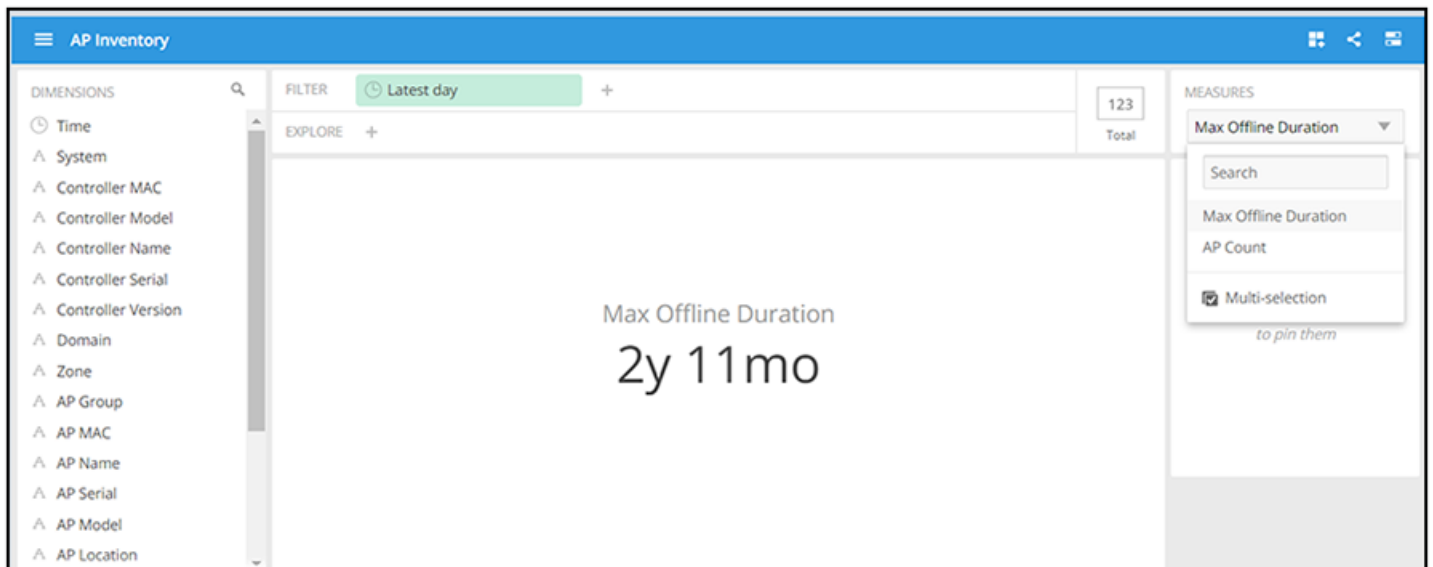 AP Inventory
DIMENSIONS
Time
System
Controller MAC
Controller Model
Controller Name
Controller Serial
Controller Version
Domain
Zone
AP Group
AP MAC
AP Name
AP Serial
AP Model
AP Location
FILTER Latest day +
EXPLORE +
123
Total
Max Offline Duration
2y 11mo
MEASURES
Max Offline Duration
Search
Max Offline Duration
AP Count
Multi-selection
to pin them